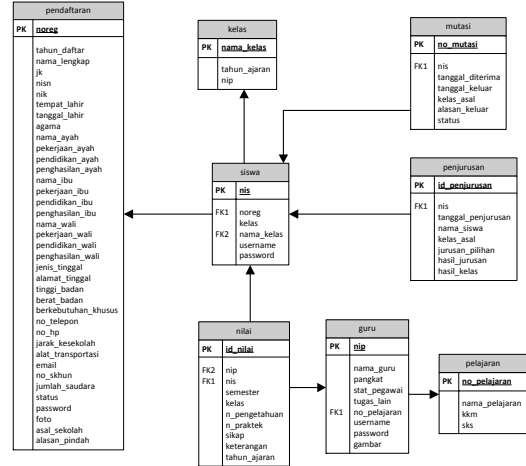 pendaftaran
PK noreg
tahun_daftar
nama_lengkap
jk
nisn
nik
tempat_lahir
tanggal_lahir
agama
nama_ayah
pekerjaan_ayah
pendidikan_ayah
penghasilan_ayah
nama_ibu
pekerjaan_ibu
pendidikan_ibu
penghasilan_ibu
nama_wali
pekerjaan_wali
pendidikan_wali
penghasilan_wali
jenis_tinggal
alamat_tinggal
tinggi_badan
berat_badan
berkebutuhan_khusus
no_telepon
no_hp
jarak_kesekolah
alat_transportasi
email
no_skhun
jumlah_saudara
status
password
foto
asal_sekolah
alasan_pindah
kelas
PK nama_kelas
tahun_ajaran
nip
mutasi
PK no_mutasi
FK1 nis
tanggal_diterima
tanggal_keluar
kelas_asal
alasan_keluar
status
siswa
PK nis
FK1 noreg
kelas
FK2 nama_kelas
username
password
penjurusan
PK id_penjurusan
FK1 nis
tanggal_penjurusan
nama_siswa
kelas_asal
jurusan_pilihan
hasil_jurusan
hasil_kelas
nilai
PK id_nilai
FK2 nip
FK1 nis
semester
kelas
n_pengetahuan
n_praktek
sikap
keterangan
tahun_ajaran
guru
PK nip
nama_guru
pangkat
stat_pegawai
tugas_lain
FK1 no_pelajaran
username
password
gambar
pelajaran
PK no_pelajaran
nama_pelajaran
kkm
sks